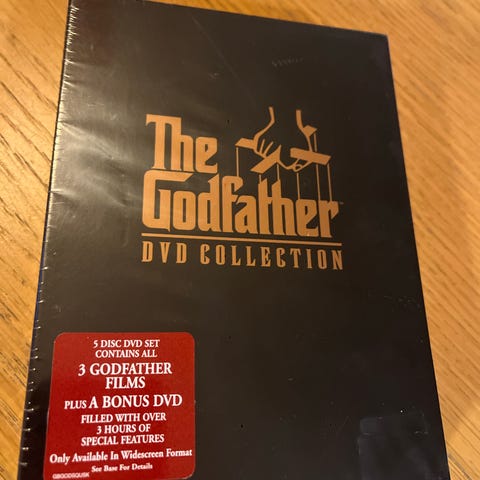 The
Godfather™
DVD COLLECTION
5 DISC DVD SET
CONTAINS ALL
3 GODFATHER
FILMS
PLUS A BONUS DVD
FILLED WITH OVER
3 HOURS OF
SPECIAL FEATURES
Only Available In Widescreen Format
See Base For Details